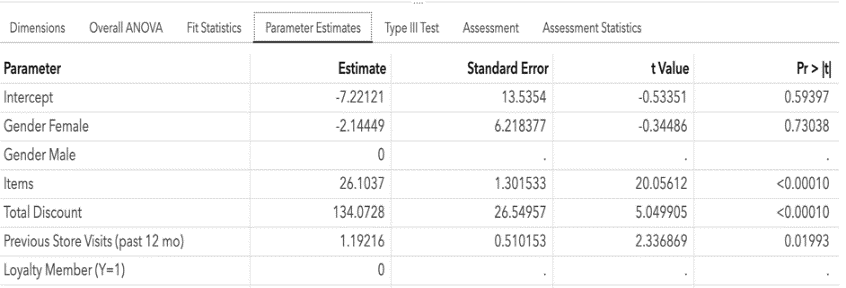 Dimensions Overall ANOVA Fit Statistics Parameter Estimates Type III Test Assessment Assessment Statistics
Parameter Estimate Standard Error t Value Pr > |t|
Intercept -7.22121 13.5354 -0.53351 0.59397
Gender Female -2.14449 6.218377 -0.34486 0.73038
Gender Male 0 . . .
Items 26.1037 1.301533 20.05612 <0.00010
Total Discount 134.0728 26.54957 5.049905 <0.00010
Previous Store Visits (past 12 mo) 1.19216 0.510153 2.336869 0.01993
Loyalty Member (Y=1) 0 . . .